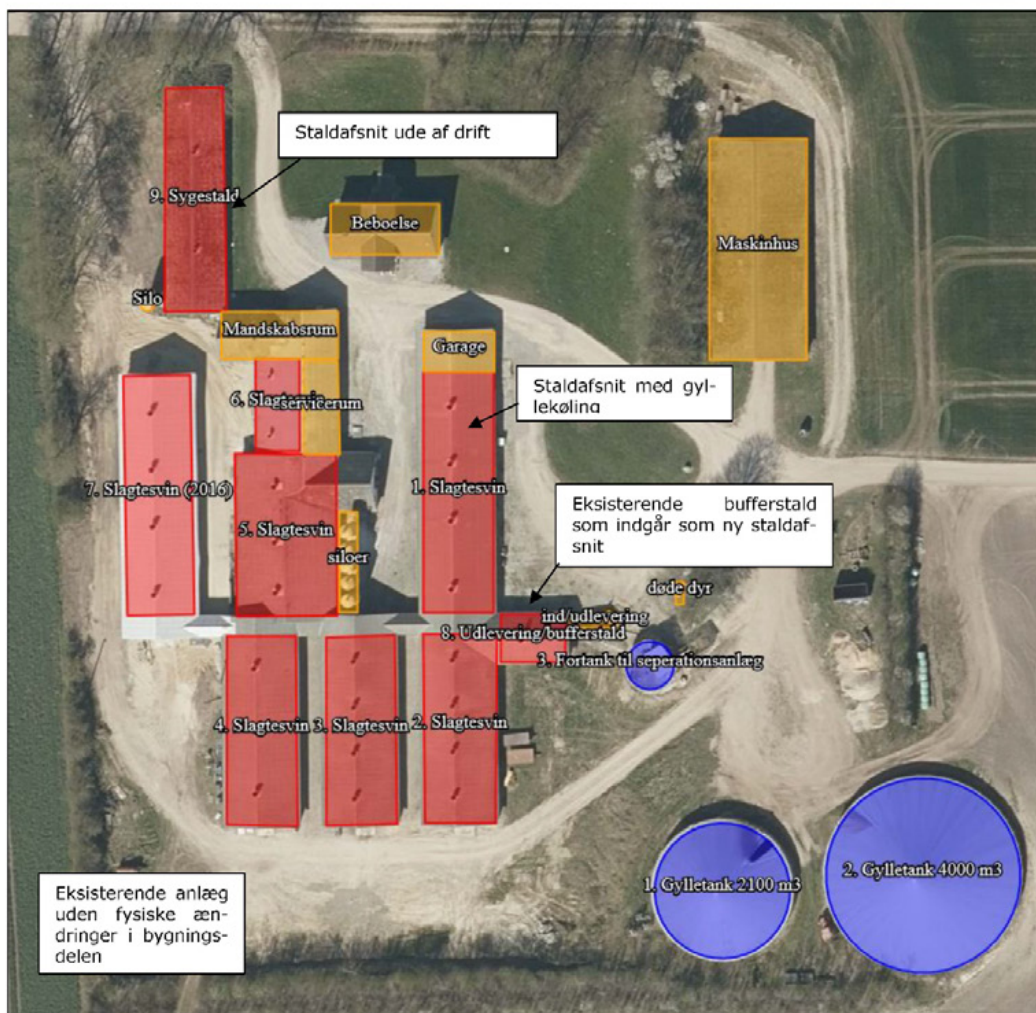 Staldafsnit ude af drift
9. Sygestald
Beboelse
Maskinhus
Silo
Mandskabsrum
Garage
6. Slagtesvin
servicerum
Staldafsnit med gyl-
lekøling
7. Slagtesvin (2016)
1. Slagtesvin
5. Slagtesvin
Eksisterende bufferstald
som indgår som ny staldaf-
snit
siloer
døde dyr
ind/udlevering
8. Udlevering/bufferstald
3. Fortank til seperationsanlæg
4. Slagtesvin
3. Slagtesvin
2. Slagtesvin
1. Gylletank 2100 m3
2. Gylletank 4000 m3
Eksisterende anlæg
uden fysiske æn-
dringer i bygnings-
delen